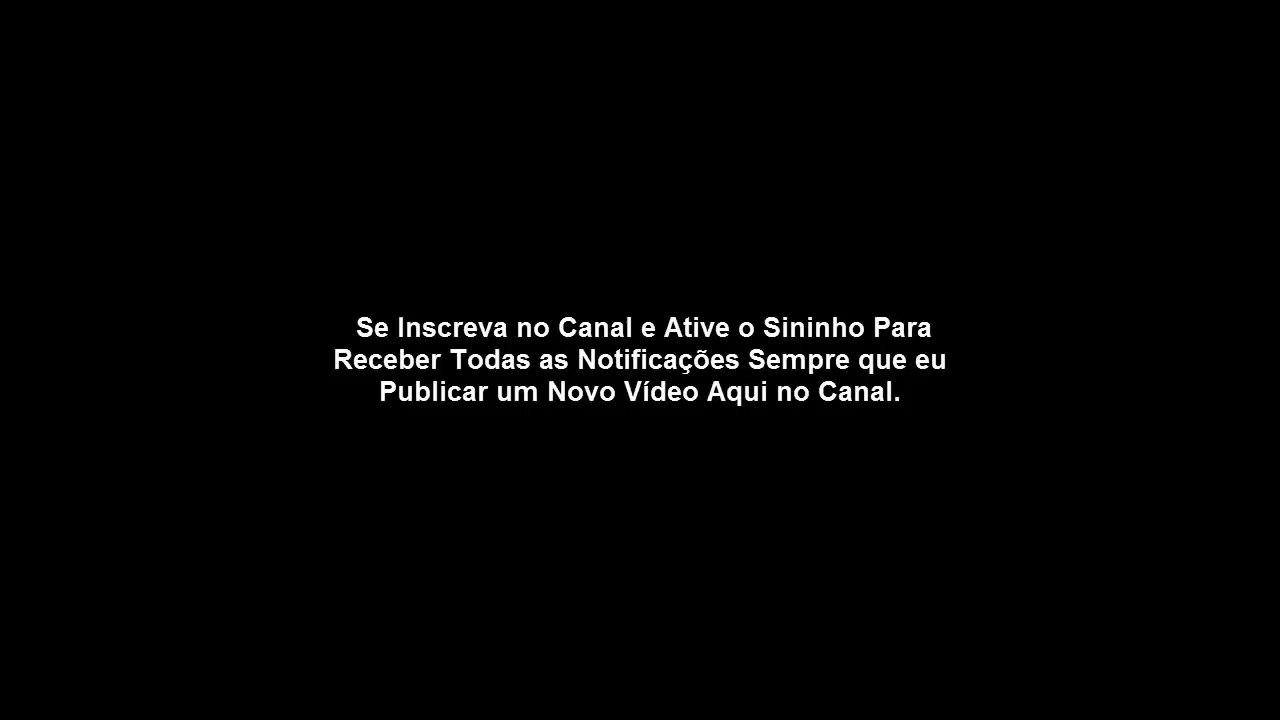 Se Inscreva no Canal e Ative o Sininho Para
Receber Todas as Notificações Sempre que eu
Publicar um Novo Vídeo Aqui no Canal.